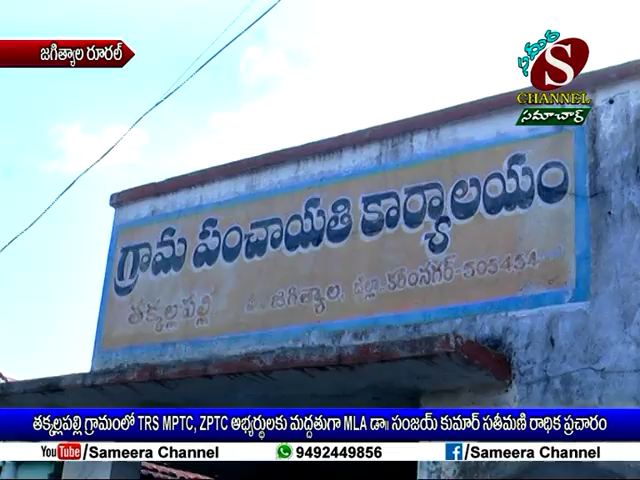 జగిత్యాల రూరల్
సమీర
S
CHANNEL
సమాచార్
గ్రామ పంచాయతి కార్యాలయం
తక్కల్లపల్లి జగిత్యాల, జిల్లా-కరీంనగర్-505454
తక్కళ్లపల్లి గ్రామంలో TRS MPTC, ZPTC అభ్యర్థులకు మద్దతుగా MLA డా॥ సంజయ్ కుమార్ సతీమణి రాధిక ప్రచారం
YouTube /Sameera Channel 9492449856 f /Sameera Channel